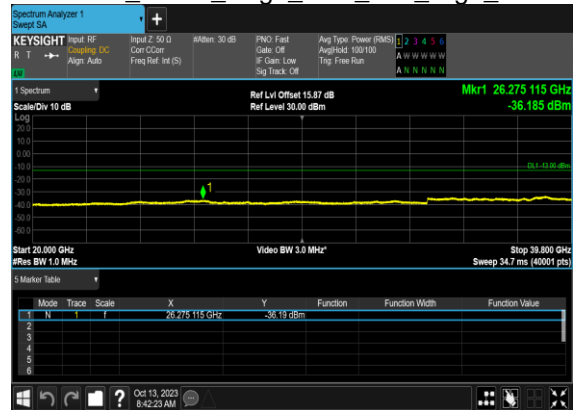 Spectrum Analyzer 1
Swept SA
+
KEYSIGHT Input: RF Input Z: 50 Ω #Atten: 30 dB PNO: Fast Avg Type: Power (RMS) 1 2 3 4 5 6
R T Coupling: DC Corr CCorr Gate: Off Avg|Hold: 100/100 A W W W W W
Align: Auto Freq Ref: Int (S) IF Gain: Low Trig: Free Run
LW Sig Track: Off A N N N N N
1 Spectrum Ref Lvl Offset 15.87 dB Mkr1 26.275 115 GHz
Scale/Div 10 dB Ref Level 30.00 dBm -36.185 dBm
Log
20.0
10.0
0.00
-10.0 DL1 -13.00 dBm
-20.0
-30.0 1
-40.0
-50.0
-60.0
Start 20.000 GHz Video BW 3.0 MHz* Stop 39.800 GHz
#Res BW 1.0 MHz Sweep 34.7 ms (40001 pts)
5 Marker Table
Mode Trace Scale X Y Function Function Width Function Value
1 N 1 f 26.275 115 GHz -36.19 dBm
2
3
4
5
6
? Oct 13, 2023
8:42:23 AM